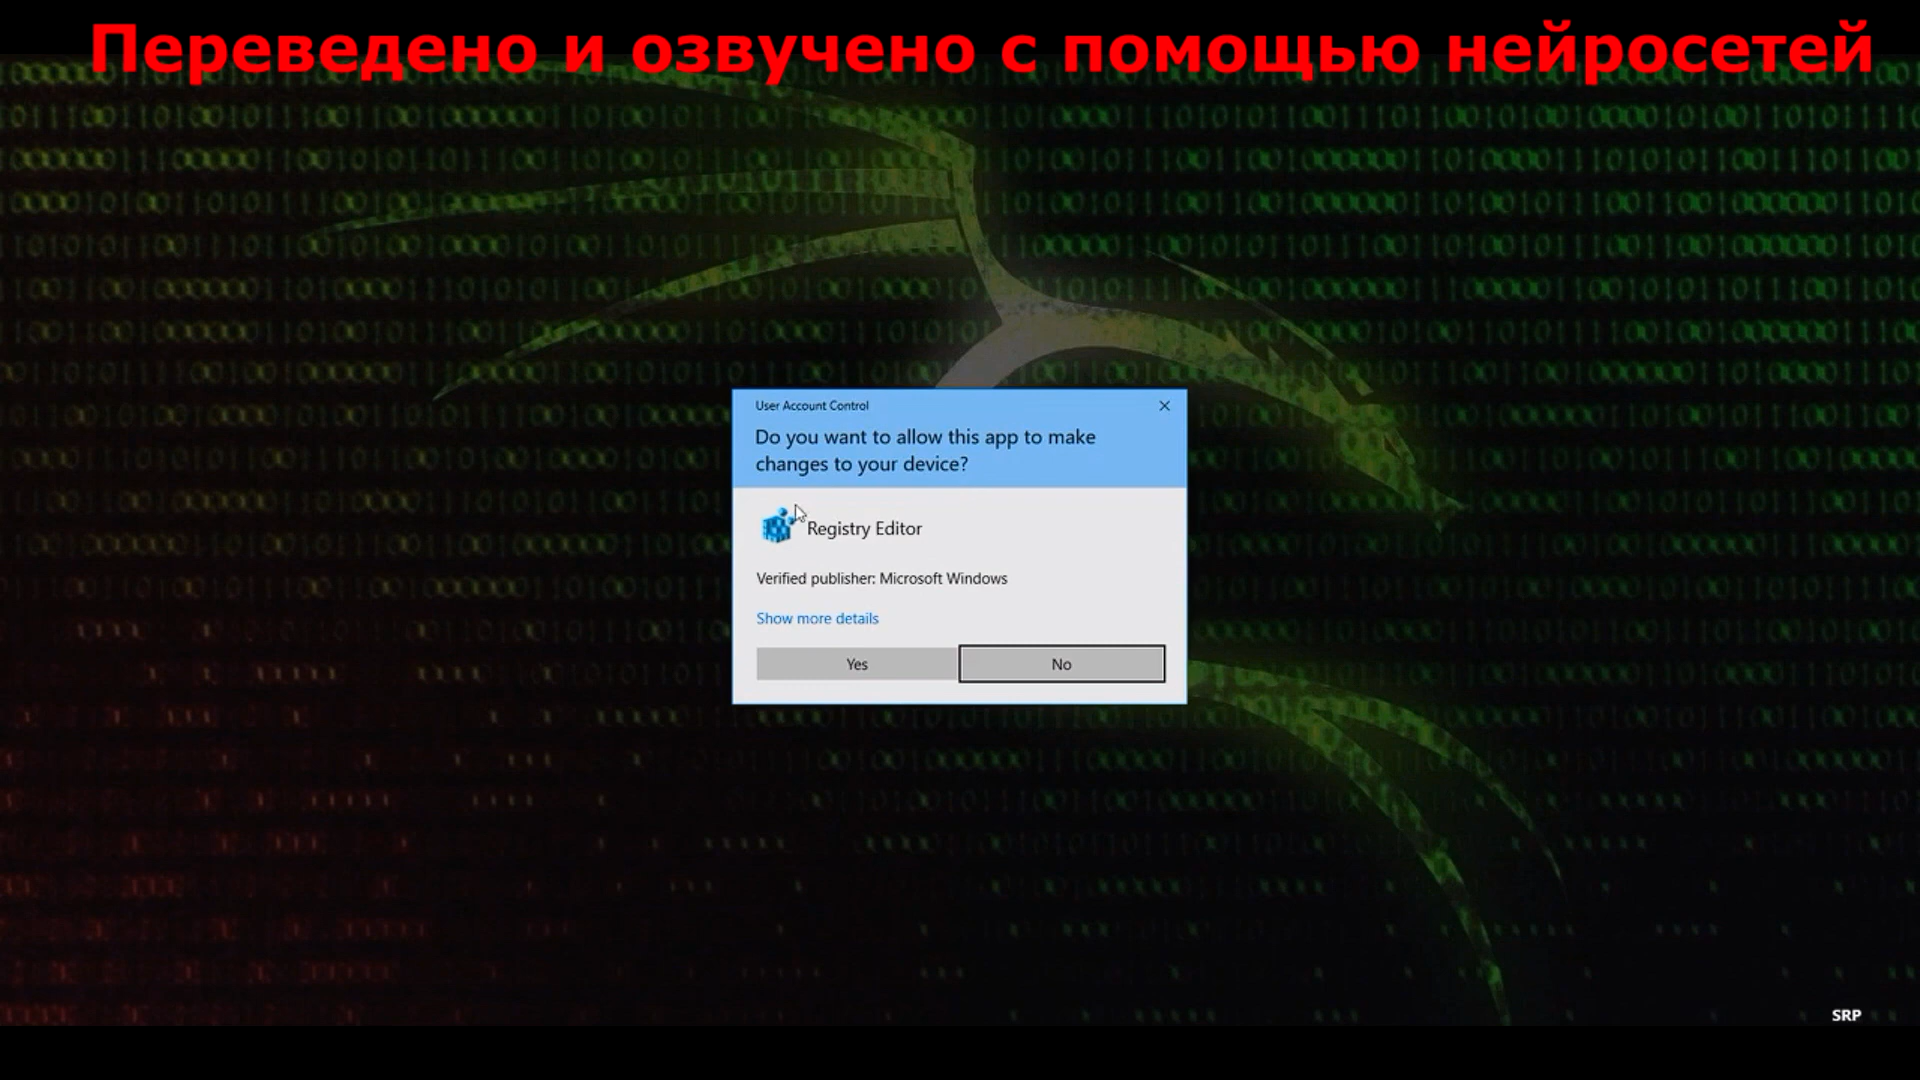 Переведено и озвучено с помощью нейросетей
User Account Control
Do you want to allow this app to make
changes to your device?
Registry Editor
Verified publisher: Microsoft Windows
Show more details
Yes
No
SRP